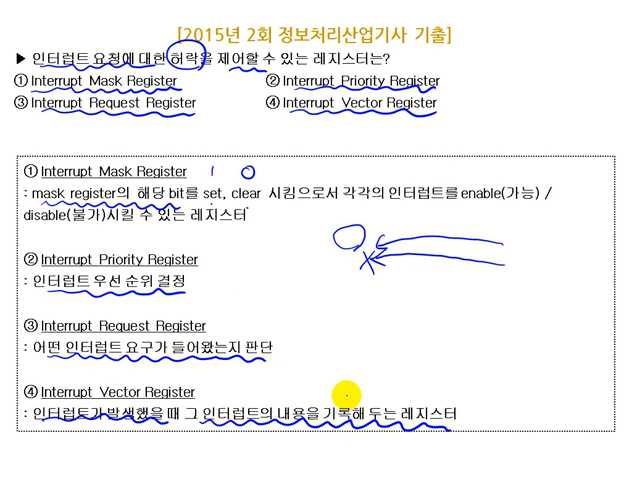 [2015년 2회 정보처리산업기사 기출]
▶ 인터럽트 요청에 대한 허락을 제어할 수 있는 레지스터는?
① Interrupt Mask Register ② Interrupt Priority Register
③ Interrupt Request Register ④ Interrupt Vector Register
① Interrupt Mask Register 1 0
: mask register의 해당 bit를 set, clear 시킴으로서 각각의 인터럽트를 enable(가능) /
disable(불가)시킬 수 있는 레지스터
② Interrupt Priority Register
: 인터럽트 우선 순위 결정
③ Interrupt Request Register
: 어떤 인터럽트 요구가 들어왔는지 판단
④ Interrupt Vector Register
: 인터럽트가 발생했을 때 그 인터럽트의 내용을 기록해 두는 레지스터